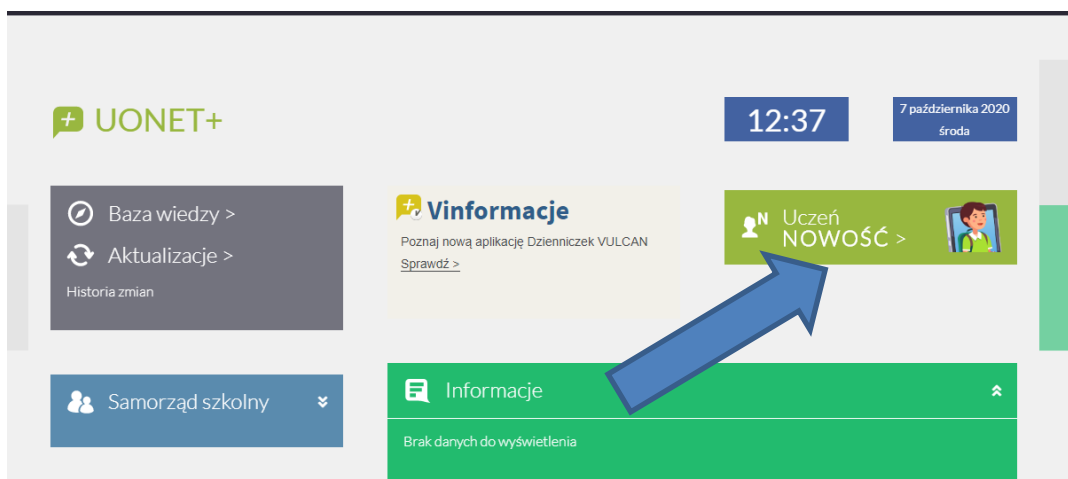 UONET+
12:37
7 października 2020
środa
Baza wiedzy >
Aktualizacje >
Historia zmian
Vinformacje
Poznaj nową aplikację Dzienniczek VULCAN
Sprawdź >
N Uczeń
NOWOŚĆ >
Samorząd szkolny
Informacje
Brak danych do wyświetlenia